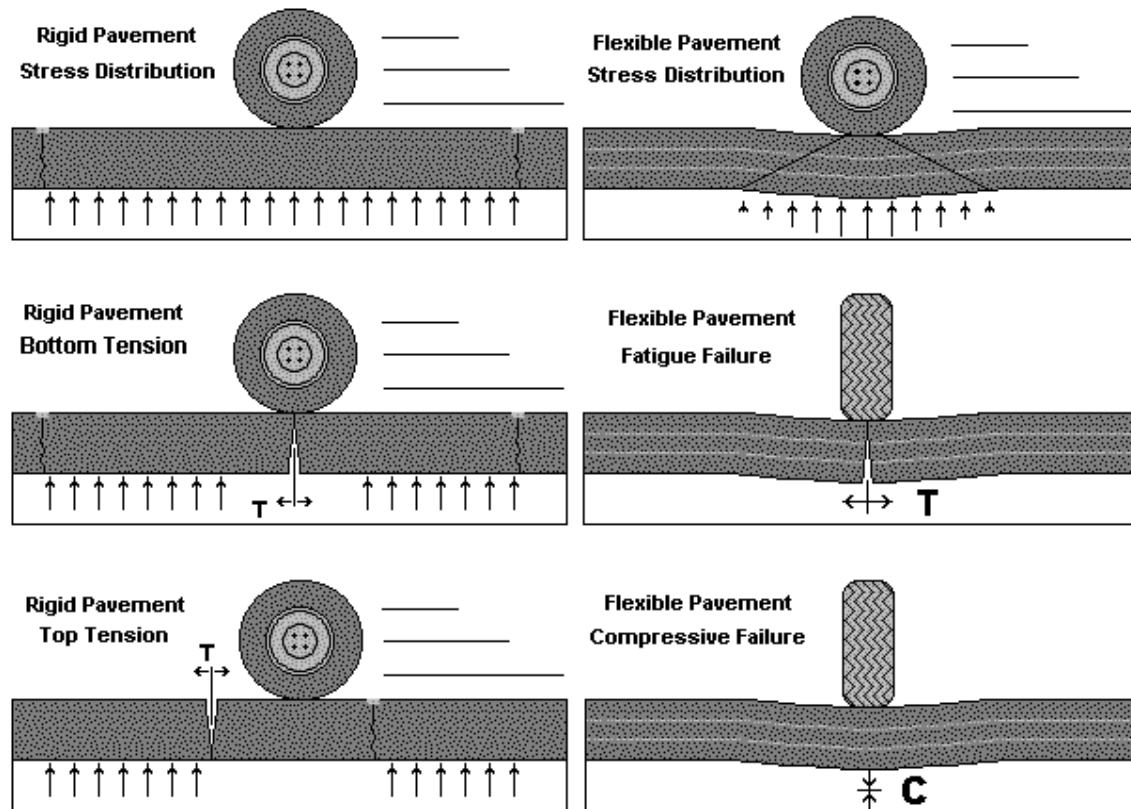 Rigid Pavement
Stress Distribution
Flexible Pavement
Stress Distribution
Rigid Pavement
Bottom Tension
T
Flexible Pavement
Fatigue Failure
T
Rigid Pavement
Top Tension
T
Flexible Pavement
Compressive Failure
C